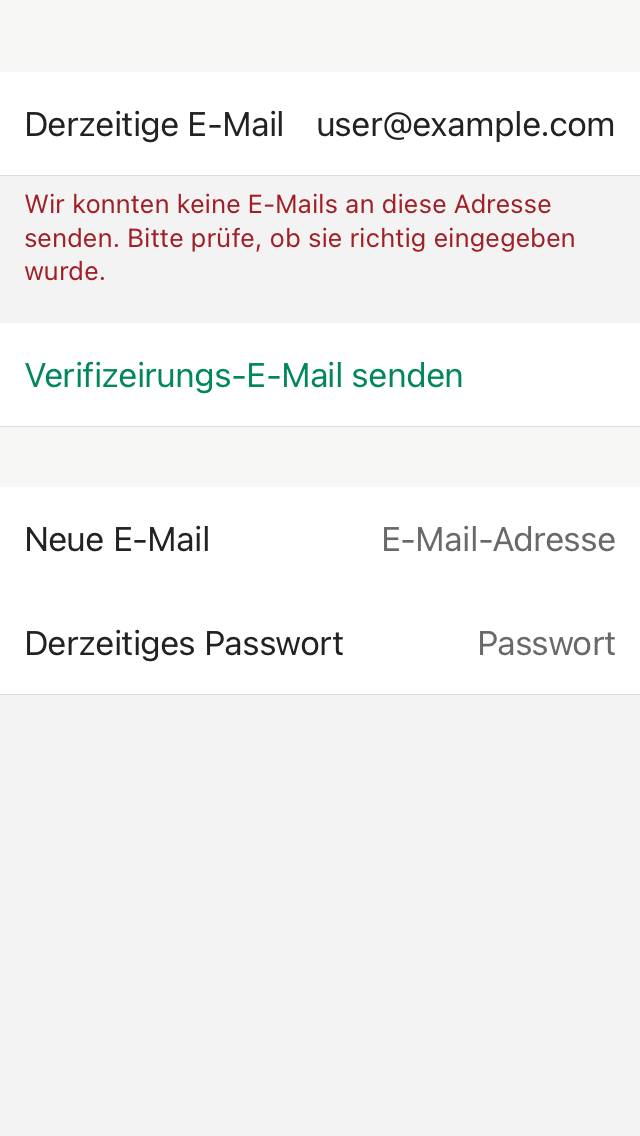 Derzeitige E-Mail user@example.com
Wir konnten keine E-Mails an diese Adresse
senden. Bitte prüfe, ob sie richtig eingegeben
wurde.
Verifizeirungs-E-Mail senden
Neue E-Mail E-Mail-Adresse
Derzeitiges Passwort Passwort